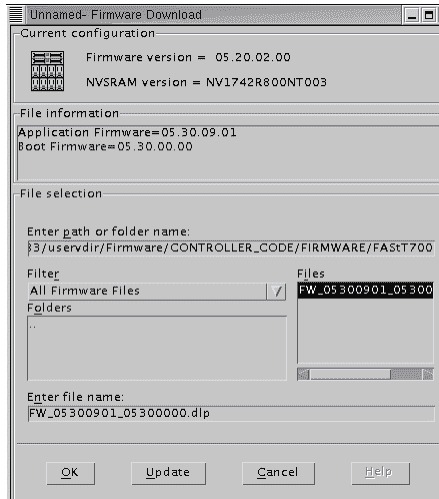 Unnamed- Firmware Download
Current configuration
Firmware version = 05.20.02.00
NVSRAM version = NV1742R800NT003
File information
Application Firmware=05.30.09.01
Boot Firmware=05.30.00.00
File selection
Enter path or folder name:
33/uservdir/Firmware/CONTROLLER_CODE/FIRMWARE/FAStT700
Filter
Files
All Firmware Files
FW_05300901_05300
Folders
..
Enter file name:
FW_05300901_05300000.dlp
OK
Update
Cancel
Help